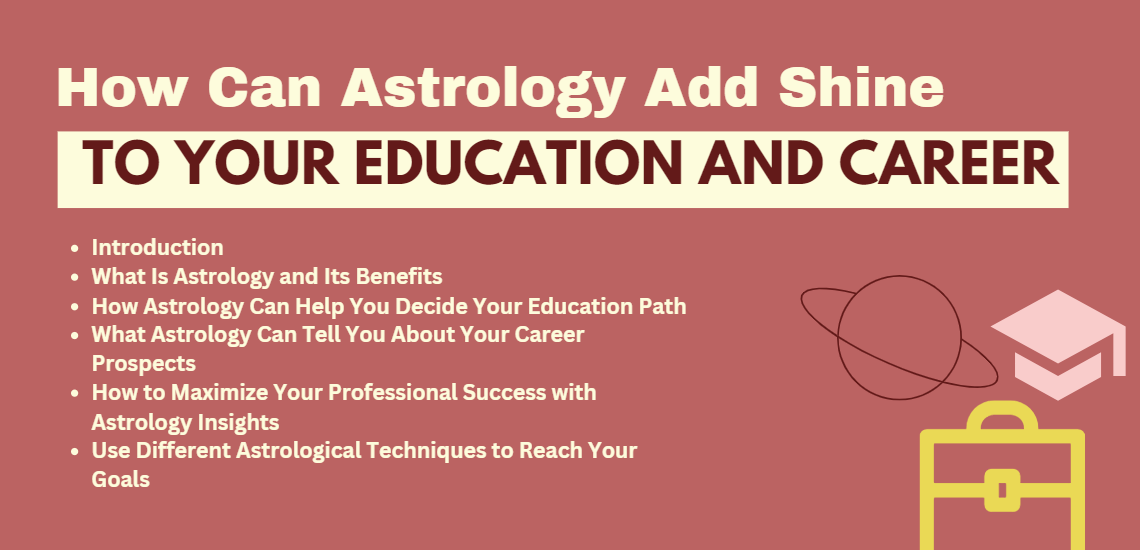 How Can Astrology Add Shine
TO YOUR EDUCATION AND CAREER
• Introduction
• What Is Astrology and Its Benefits
• How Astrology Can Help You Decide Your Education Path
• What Astrology Can Tell You About Your Career
Prospects
• How to Maximize Your Professional Success with
Astrology Insights
• Use Different Astrological Techniques to Reach Your
Goals